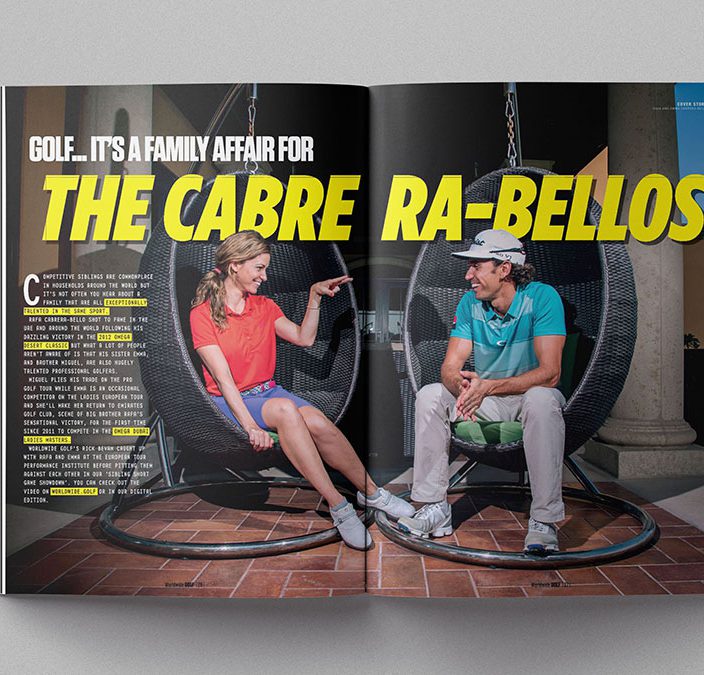 COVER STOR
GOLF... IT'S A FAMILY AFFAIR FOR
THE CABRE RA-BELLOS
COMPETITIVE SIBLINGS ARE COMMONPLACE
IN HOUSEHOLDS AROUND THE WORLD BUT
IT'S NOT OFTEN YOU HEAR ABOUT A
FAMILY THAT ARE ALL EXCEPTIONALLY
TALENTED IN THE SAME SPORT.
RAFA CABRERA-BELLO SHOT TO FAME IN THE
UAE AND AROUND THE WORLD FOLLOWING HIS
DAZZLING VICTORY IN THE 2012 OMEGA
DESERT CLASSIC BUT WHAT A LOT OF PEOPLE
AREN'T AWARE OF IS THAT HIS SISTER EMMA,
AND BROTHER MIGUEL, ARE ALSO HUGELY
TALENTED PROFESSIONAL GOLFERS.
MIGUEL PLIES HIS TRADE ON THE PRO
GOLF TOUR WHILE EMMA IS AN OCCASIONAL
COMPETITOR ON THE LADIES EUROPEAN TOUR
AND SHE'LL MAKE HER RETURN TO EMIRATES
GOLF CLUB, SCENE OF BIG BROTHER RAFA'S
SENSATIONAL VICTORY, FOR THE FIRST TIME
SINCE 2011 TO COMPETE IN THE OMEGA DUBAI
LADIES MASTERS.
WORLDWIDE GOLF'S RICK BEVAN CAUGHT UP
WITH RAFA AND EMMA AT THE EUROPEAN TOUR
PERFORMANCE INSTITUTE BEFORE PITTING THEM
AGAINST EACH OTHER IN OUR 'SIBLING SHORT
GAME SHOWDOWN'. YOU CAN CHECK OUT THE
VIDEO ON WORLDWIDE.GOLF OR IN OUR DIGITAL
EDITION.
Worldwide GOLF
Worldwide GOLF